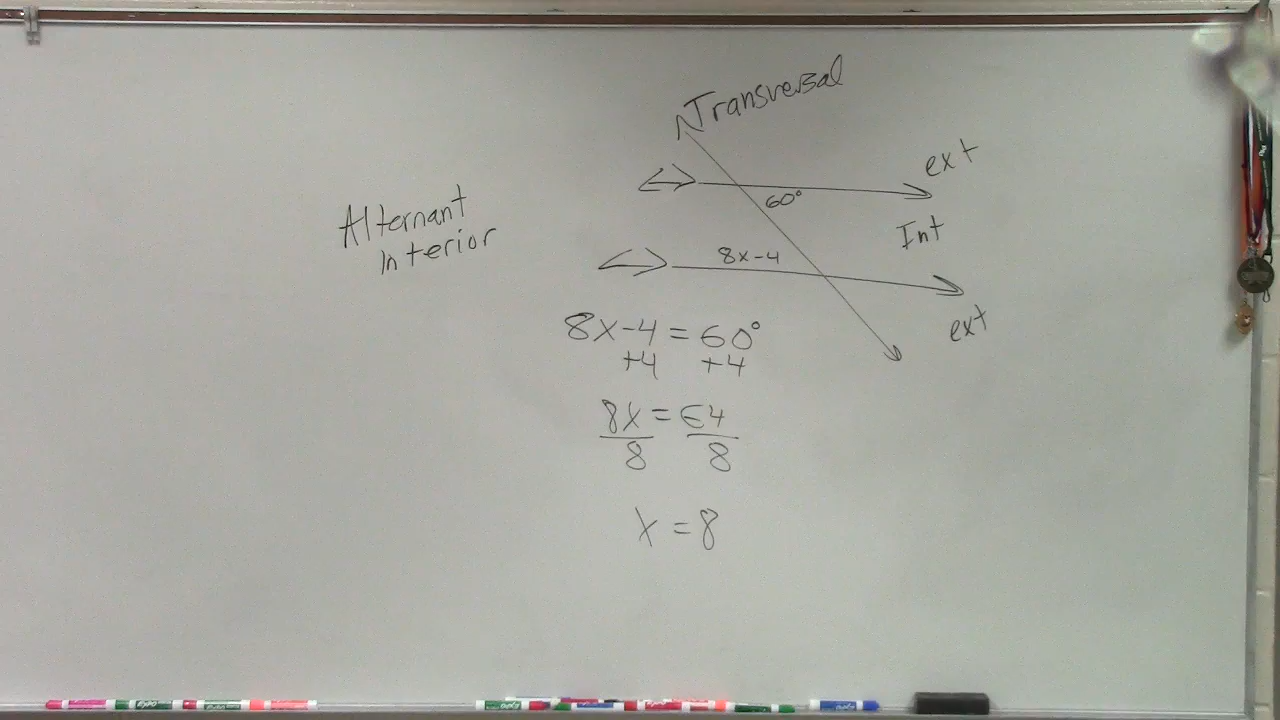 Transversal
ext
Alternant
Interior
60°
Int
8x-4
ext
8x-4 = 60°
+4 +4
8x = 64
8 8
x = 8